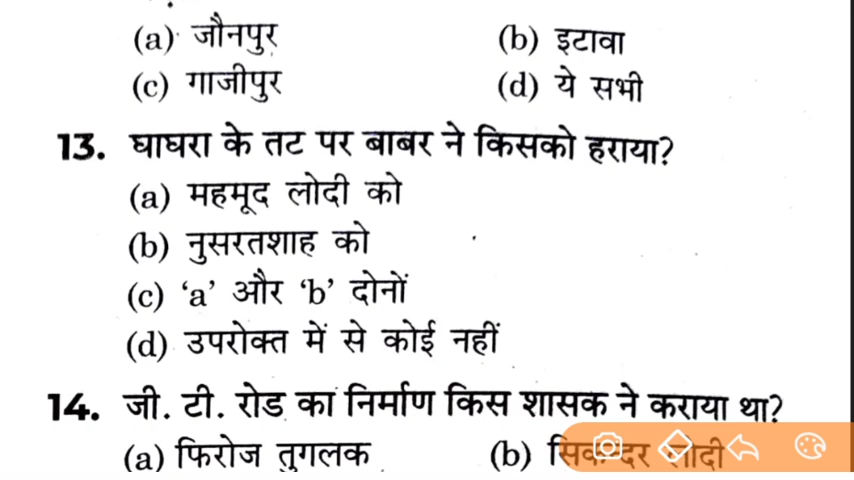 (a) जौनपुर
(b) इटावा
(c) गाजीपुर
(d) ये सभी
13. घाघरा के तट पर बाबर ने किसको हराया?
(a) महमूद लोदी को
(b) नुसरतशाह को
(c) ‘a’ और ‘b’ दोनों
(d) उपरोक्त में से कोई नहीं
14. जी. टी. रोड का निर्माण किस शासक ने कराया था?
(a) फिरोज तुगलक
(b) लोदी